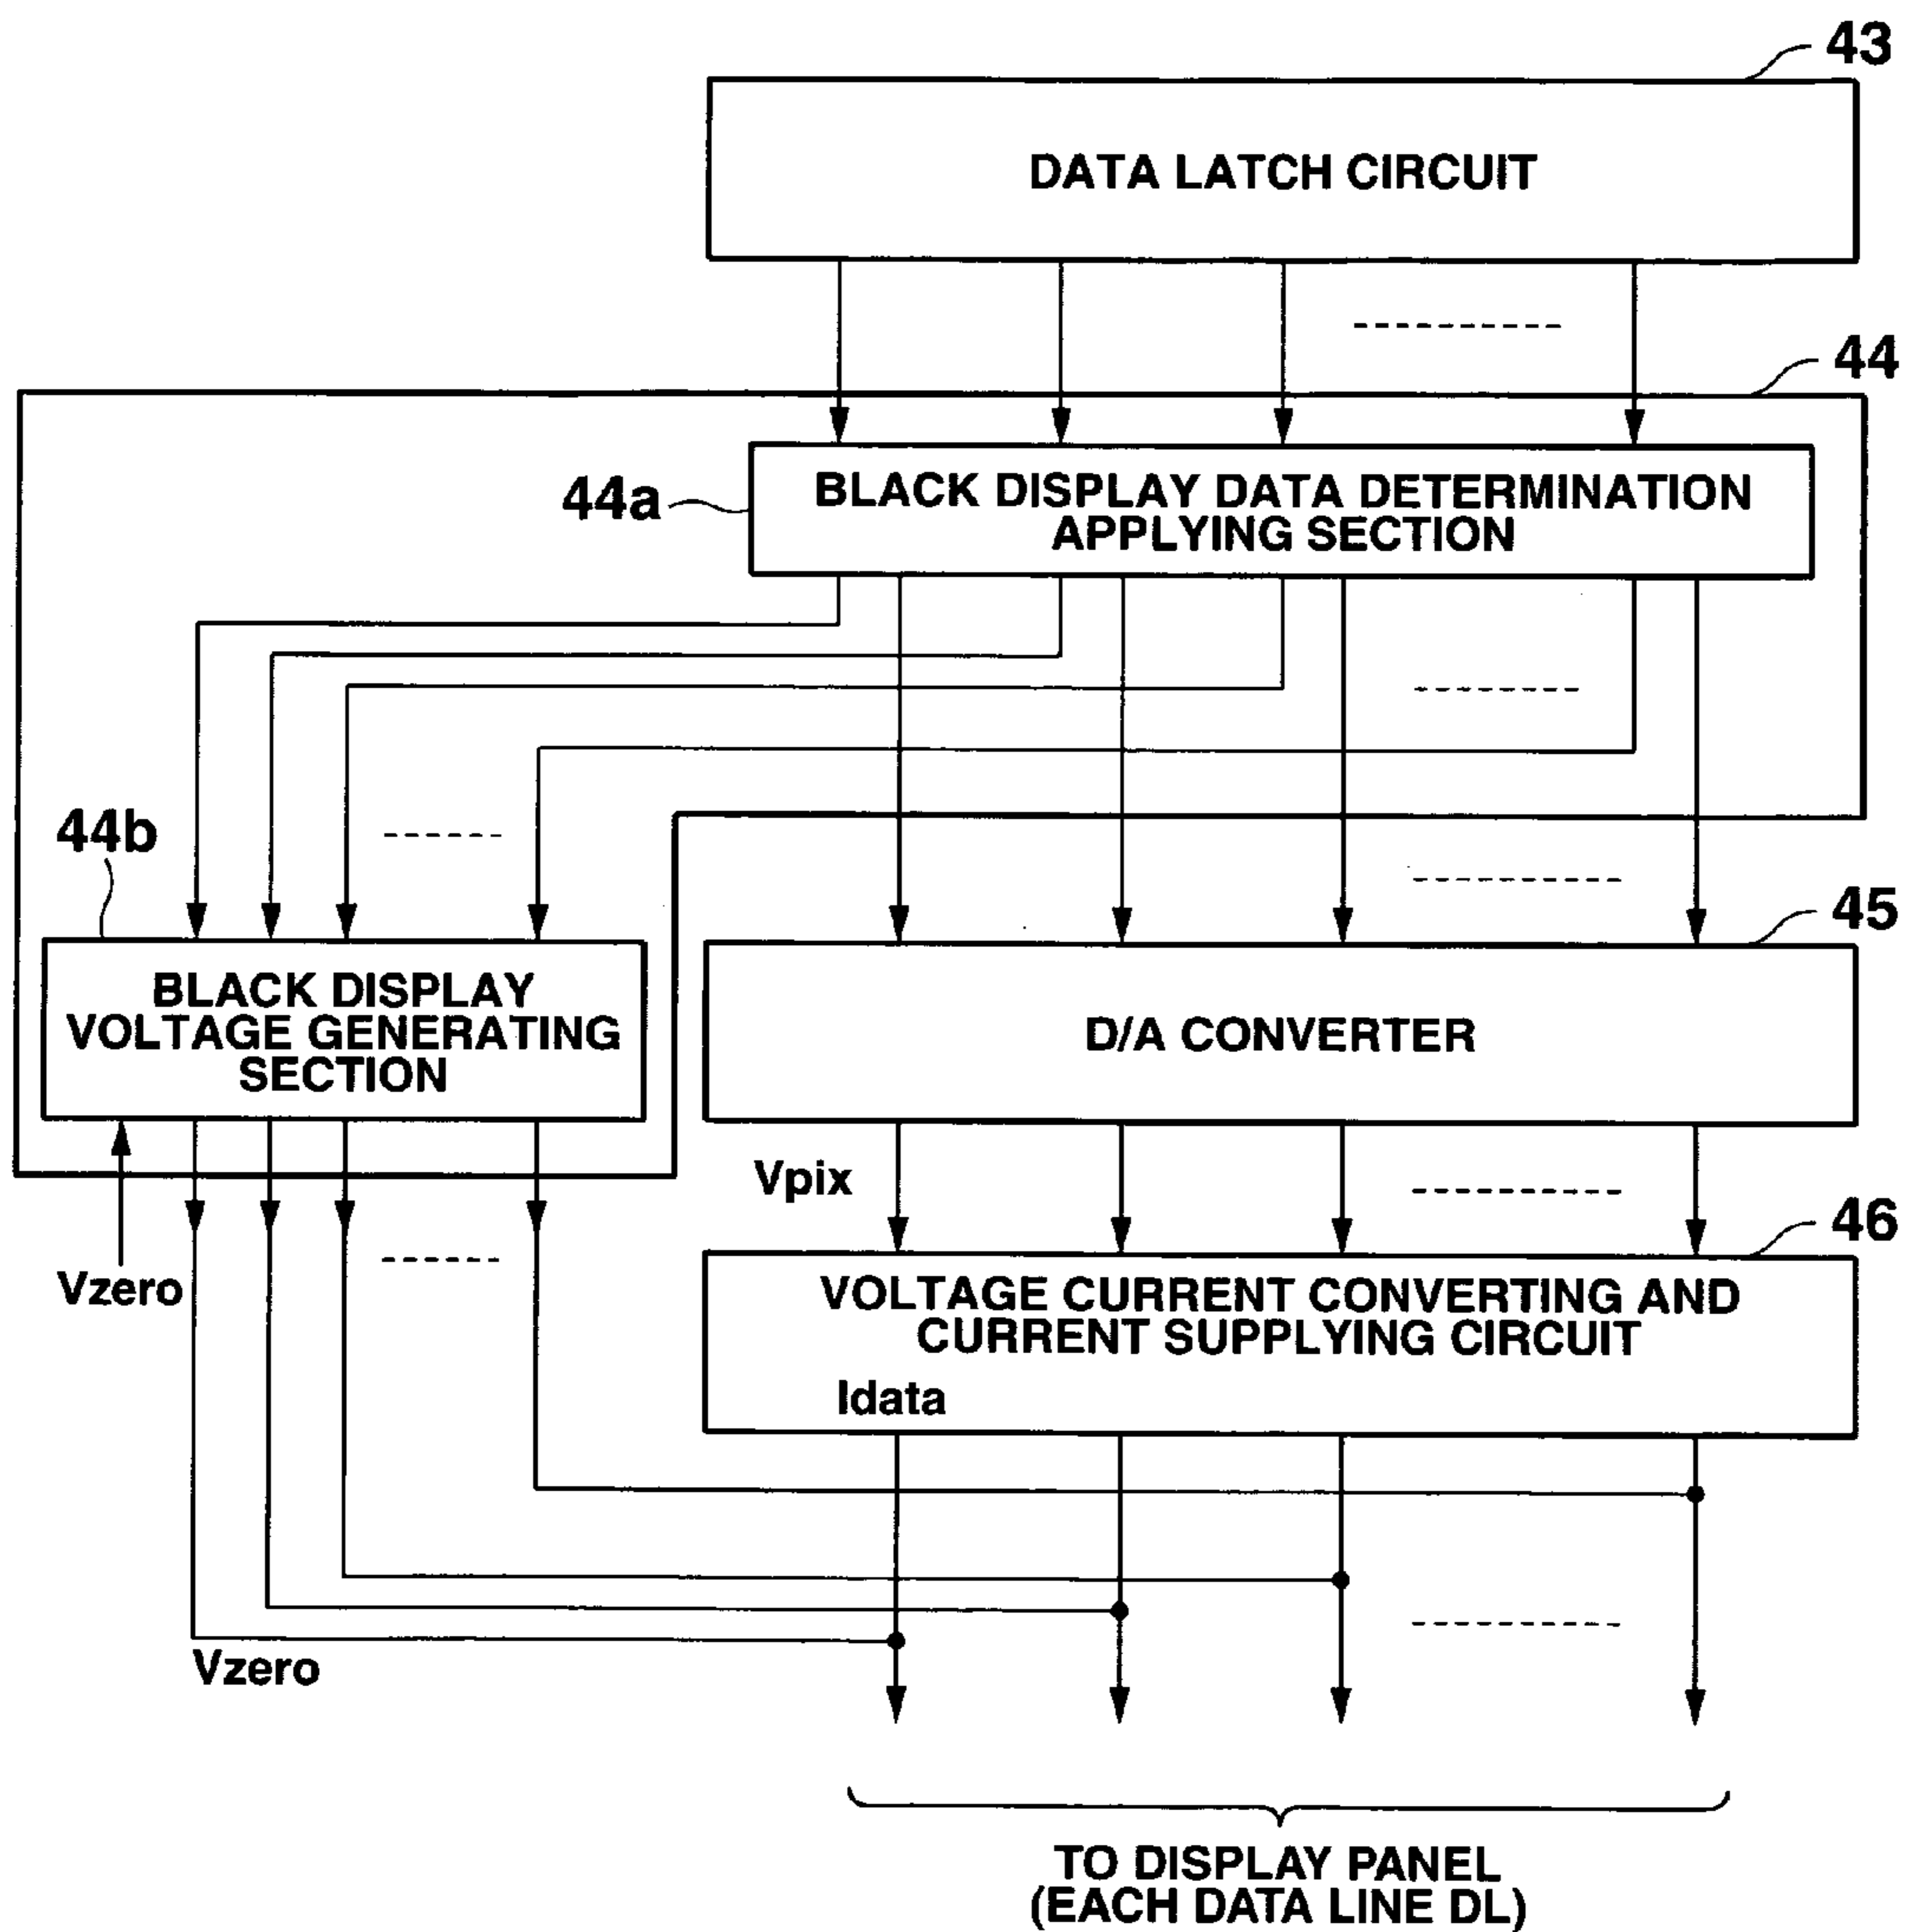 43
DATA LATCH CIRCUIT
44
44a
BLACK DISPLAY DATA DETERMINATION
APPLYING SECTION
44b
45
BLACK DISPLAY
VOLTAGE GENERATING
SECTION
D/A CONVERTER
Vpix
46
Vzero
VOLTAGE CURRENT CONVERTING AND
CURRENT SUPPLYING CIRCUIT
Idata
Vzero
TO DISPLAY PANEL
(EACH DATA LINE DL)